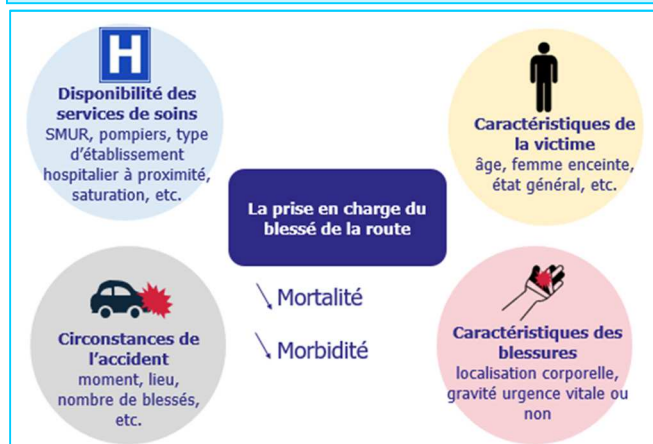 H
Disponibilité des
services de soins
SMUR, pompiers, type
d'établissement
hospitalier à proximité,
saturation, etc.
Caractéristiques de
la victime
âge, femme enceinte,
état général, etc.
La prise en charge du
blessé de la route
Mortalité
Morbidité
Circonstances de
l'accident
moment, lieu,
nombre de blessés,
etc.
Caractéristiques des
blessures
localisation corporelle,
gravité urgence vitale ou
non